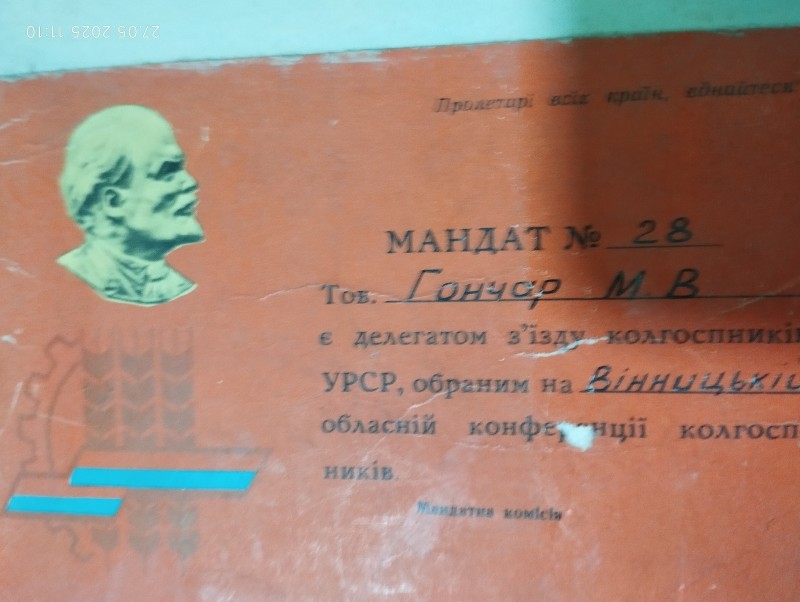 27.05.2025 11:10
Пролетарі всіх країн, єднайтеся
МАНДАТ № 28
Тов. Гончар М. В
є делегатом з'їзду колгоспників
УРСР, обраним на Вінницькій
обласній конференції колгосп
ників.
Мандатна комісія